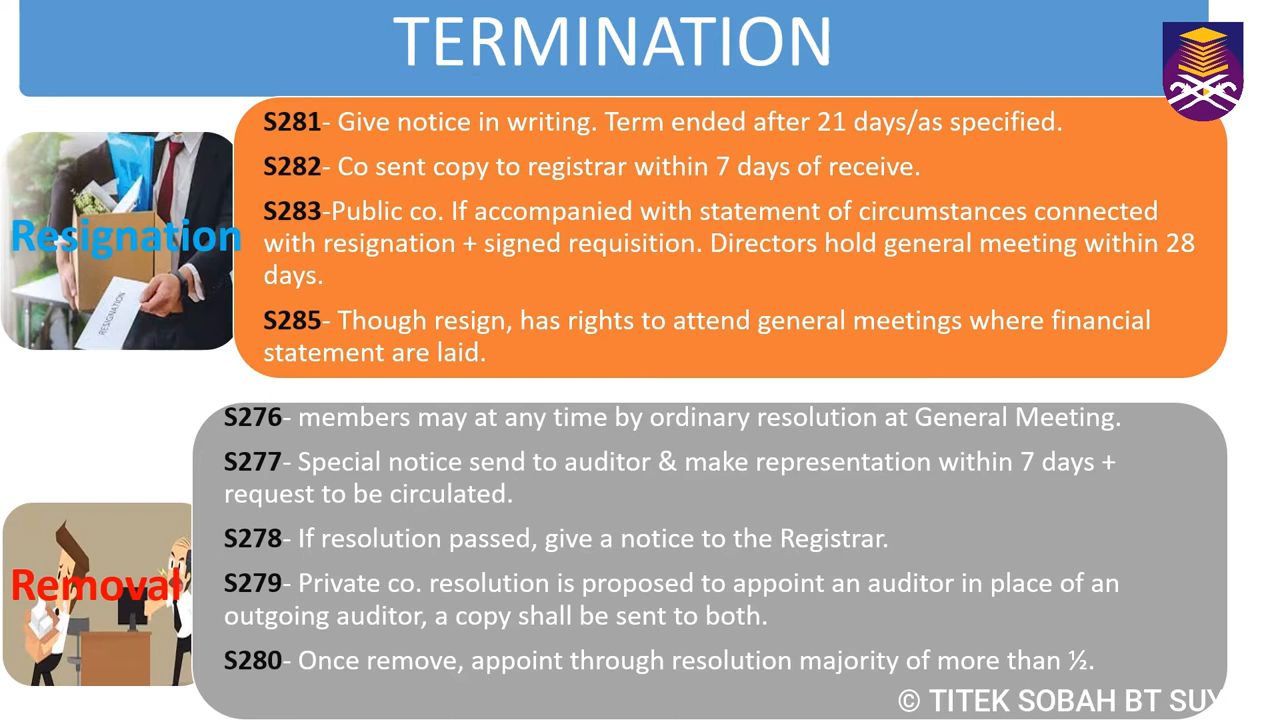 TERMINATION
S281- Give notice in writing. Term ended after 21 days/as specified.
S282- Co sent copy to registrar within 7 days of receive.
S283-Public co. If accompanied with statement of circumstances connected
with resignation + signed requisition. Directors hold general meeting within 28
days.
S285- Though resign, has rights to attend general meetings where financial
statement are laid.
Resignation
RESIGNATION
S276- members may at any time by ordinary resolution at General Meeting.
S277- Special notice send to auditor & make representation within 7 days +
request to be circulated.
S278- If resolution passed, give a notice to the Registrar.
S279- Private co. resolution is proposed to appoint an auditor in place of an
outgoing auditor, a copy shall be sent to both.
S280- Once remove, appoint through resolution majority of more than ½.
Removal
© TITEK SOBAH BT SUY